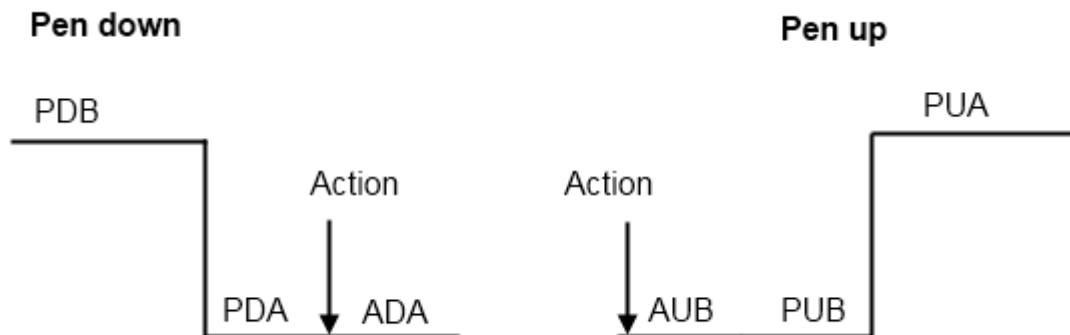 Pen down
Pen up
PDB
PUA
Action
Action
PDA
ADA
AUB
PUB